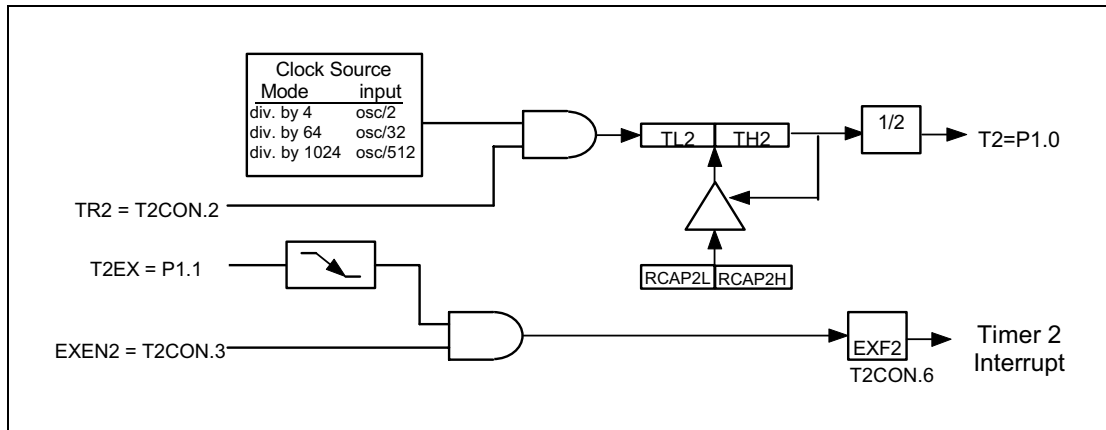 Clock Source
Mode input
div. by 4 osc/2
div. by 64 osc/32
div. by 1024 osc/512
TL2 TH2
1/2
T2=P1.0
TR2 = T2CON.2
T2EX = P1.1
RCAP2L RCAP2H
EXEN2 = T2CON.3
EXF2
T2CON.6
Timer 2
Interrupt